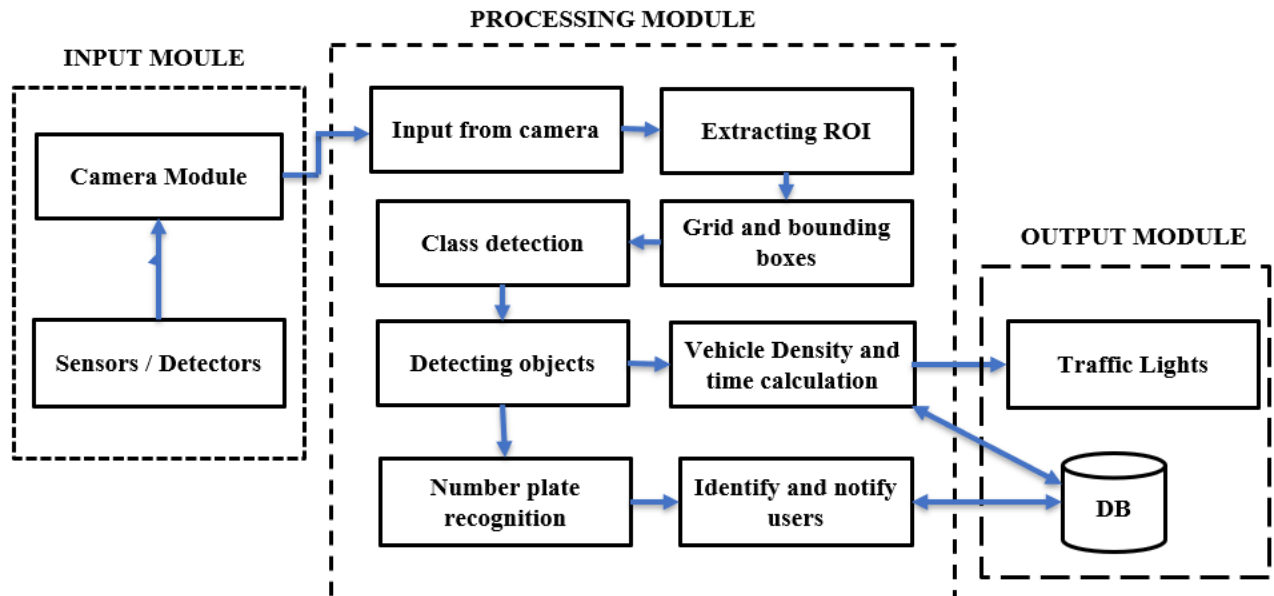 PROCESSING MODULE
INPUT MOULE
Input from camera
Extracting ROI
Camera Module
Class detection
Grid and bounding
boxes
OUTPUT MODULE
Sensors / Detectors
Detecting objects
Vehicle Density and
time calculation
Traffic Lights
Number plate
recognition
Identify and notify
users
DB